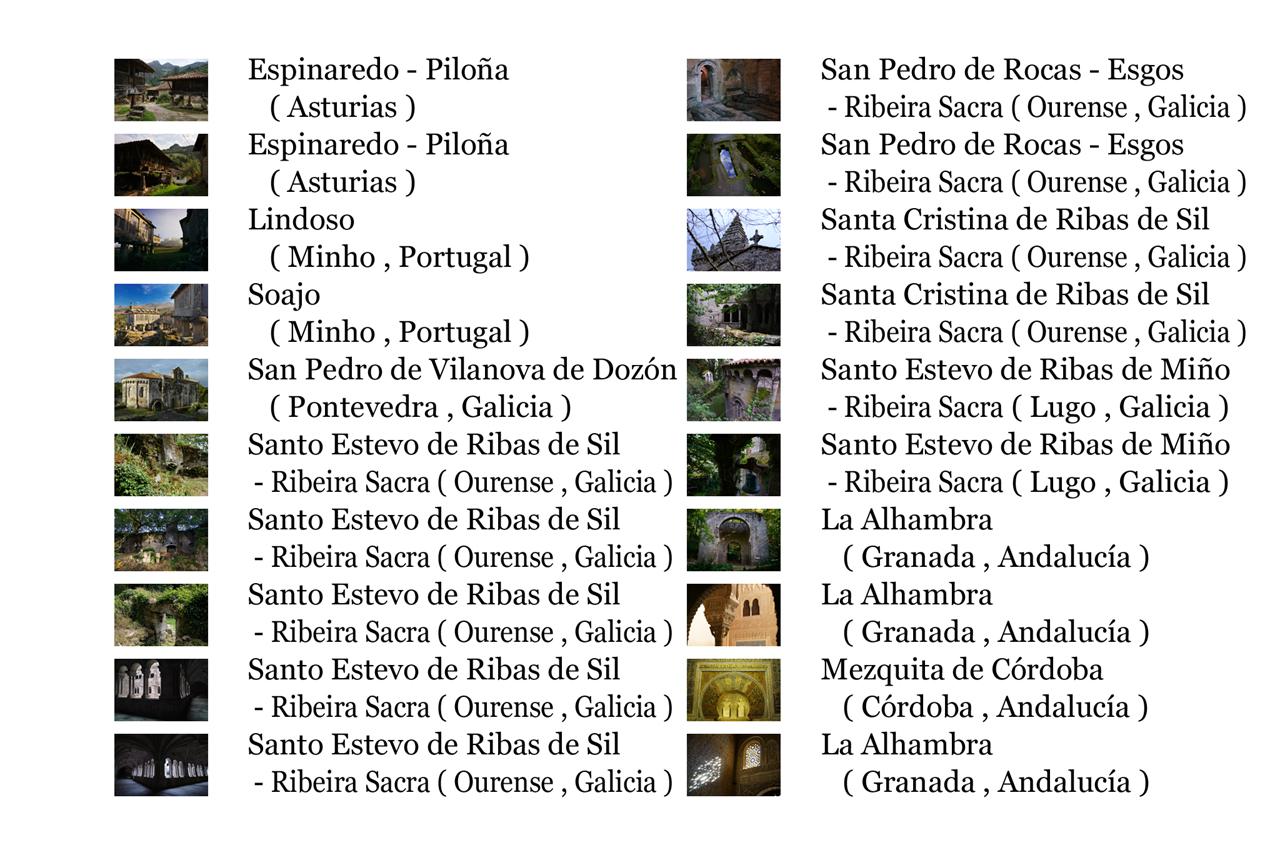 Espinaredo - Piloña
( Asturias )
Espinaredo - Piloña
( Asturias )
Lindoso
( Minho , Portugal )
Soajo
( Minho , Portugal )
San Pedro de Vilanova de Dozón
( Pontevedra , Galicia )
Santo Estevo de Ribas de Sil
- Ribeira Sacra ( Ourense , Galicia )
Santo Estevo de Ribas de Sil
- Ribeira Sacra ( Ourense , Galicia )
Santo Estevo de Ribas de Sil
- Ribeira Sacra ( Ourense , Galicia )
Santo Estevo de Ribas de Sil
- Ribeira Sacra ( Ourense , Galicia )
Santo Estevo de Ribas de Sil
- Ribeira Sacra ( Ourense , Galicia )
San Pedro de Rocas - Esgos
- Ribeira Sacra ( Ourense , Galicia )
San Pedro de Rocas - Esgos
- Ribeira Sacra ( Ourense , Galicia )
Santa Cristina de Ribas de Sil
- Ribeira Sacra ( Ourense , Galicia )
Santa Cristina de Ribas de Sil
- Ribeira Sacra ( Ourense , Galicia )
Santo Estevo de Ribas de Miño
- Ribeira Sacra ( Lugo , Galicia )
Santo Estevo de Ribas de Miño
- Ribeira Sacra ( Lugo , Galicia )
La Alhambra
( Granada , Andalucía )
La Alhambra
( Granada , Andalucía )
Mezquita de Córdoba
( Córdoba , Andalucía )
La Alhambra
( Granada , Andalucía )